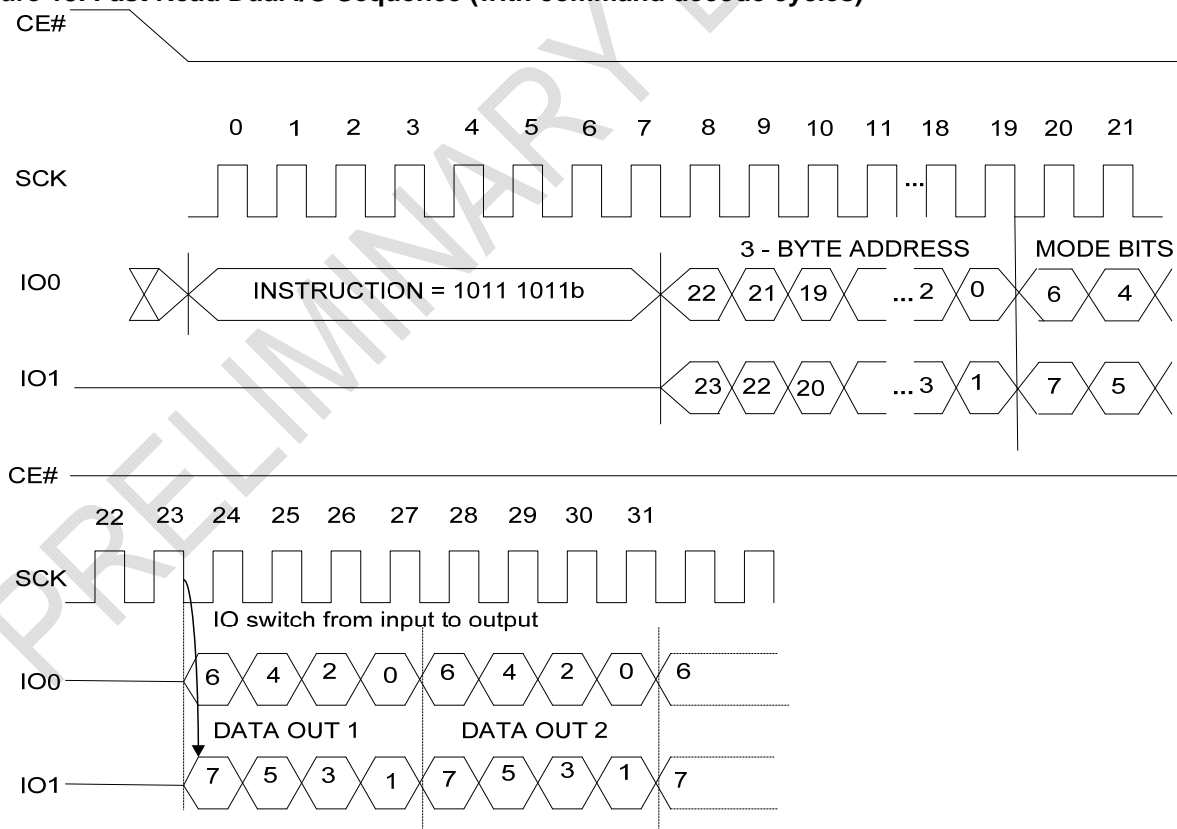 CE#
0 1 2 3 4 5 6 7 8 9 10 11 18 19 20 21
SCK ...
3 - BYTE ADDRESS MODE BITS
IO0 INSTRUCTION = 1011 1011b 22 21 19 ... 2 0 6 4
IO1 23 22 20 ... 3 1 7 5
CE#
22 23 24 25 26 27 28 29 30 31
SCK
IO switch from input to output
IO0 6 4 2 0 6 4 2 0 6
DATA OUT 1 DATA OUT 2
IO1 7 5 3 1 7 5 3 1 7
PRELIMINARY